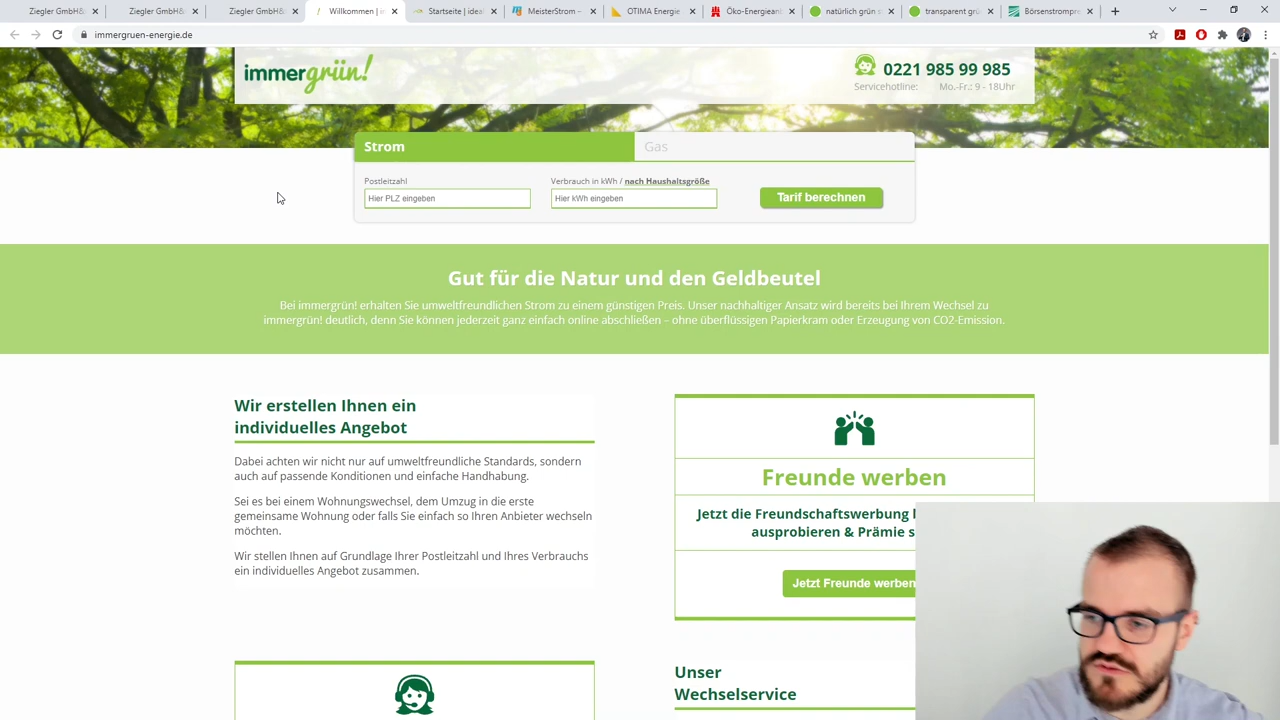 Ziegler GmbH&
Ziegler GmbH&
Willkommen
Startseite | ideal
MeisterStrom –
OTIMA Energie
Öko-Energieanb
natürlich grün s
transparent grü
Börsenstrompre
immergruen-energie.de
immergrün!
0221 985 99 985
Servicehotline: Mo.-Fr.: 9 - 18Uhr
Strom
Gas
Postleitzahl
Verbrauch in kWh / nach Haushaltsgröße
Hier PLZ eingeben
Hier kWh eingeben
Tarif berechnen
Gut für die Natur und den Geldbeutel
Bei immergrün! erhalten Sie umweltfreundlichen Strom zu einem günstigen Preis. Unser nachhaltiger Ansatz wird bereits bei Ihrem Wechsel zu
immergrün! deutlich, denn Sie können jederzeit ganz einfach online abschließen – ohne überflüssigen Papierkram oder Erzeugung von CO2-Emission.
Wir erstellen Ihnen ein
individuelles Angebot
Dabei achten wir nicht nur auf umweltfreundliche Standards, sondern
auch auf passende Konditionen und einfache Handhabung.
Sei es bei einem Wohnungswechsel, dem Umzug in die erste
gemeinsame Wohnung oder falls Sie einfach so Ihren Anbieter wechseln
möchten.
Wir stellen Ihnen auf Grundlage Ihrer Postleitzahl und Ihres Verbrauchs
ein individuelles Angebot zusammen.
Freunde werben
Jetzt die Freundschaftswerbung
ausprobieren & Prämie s
Jetzt Freunde werben
Unser
Wechselservice